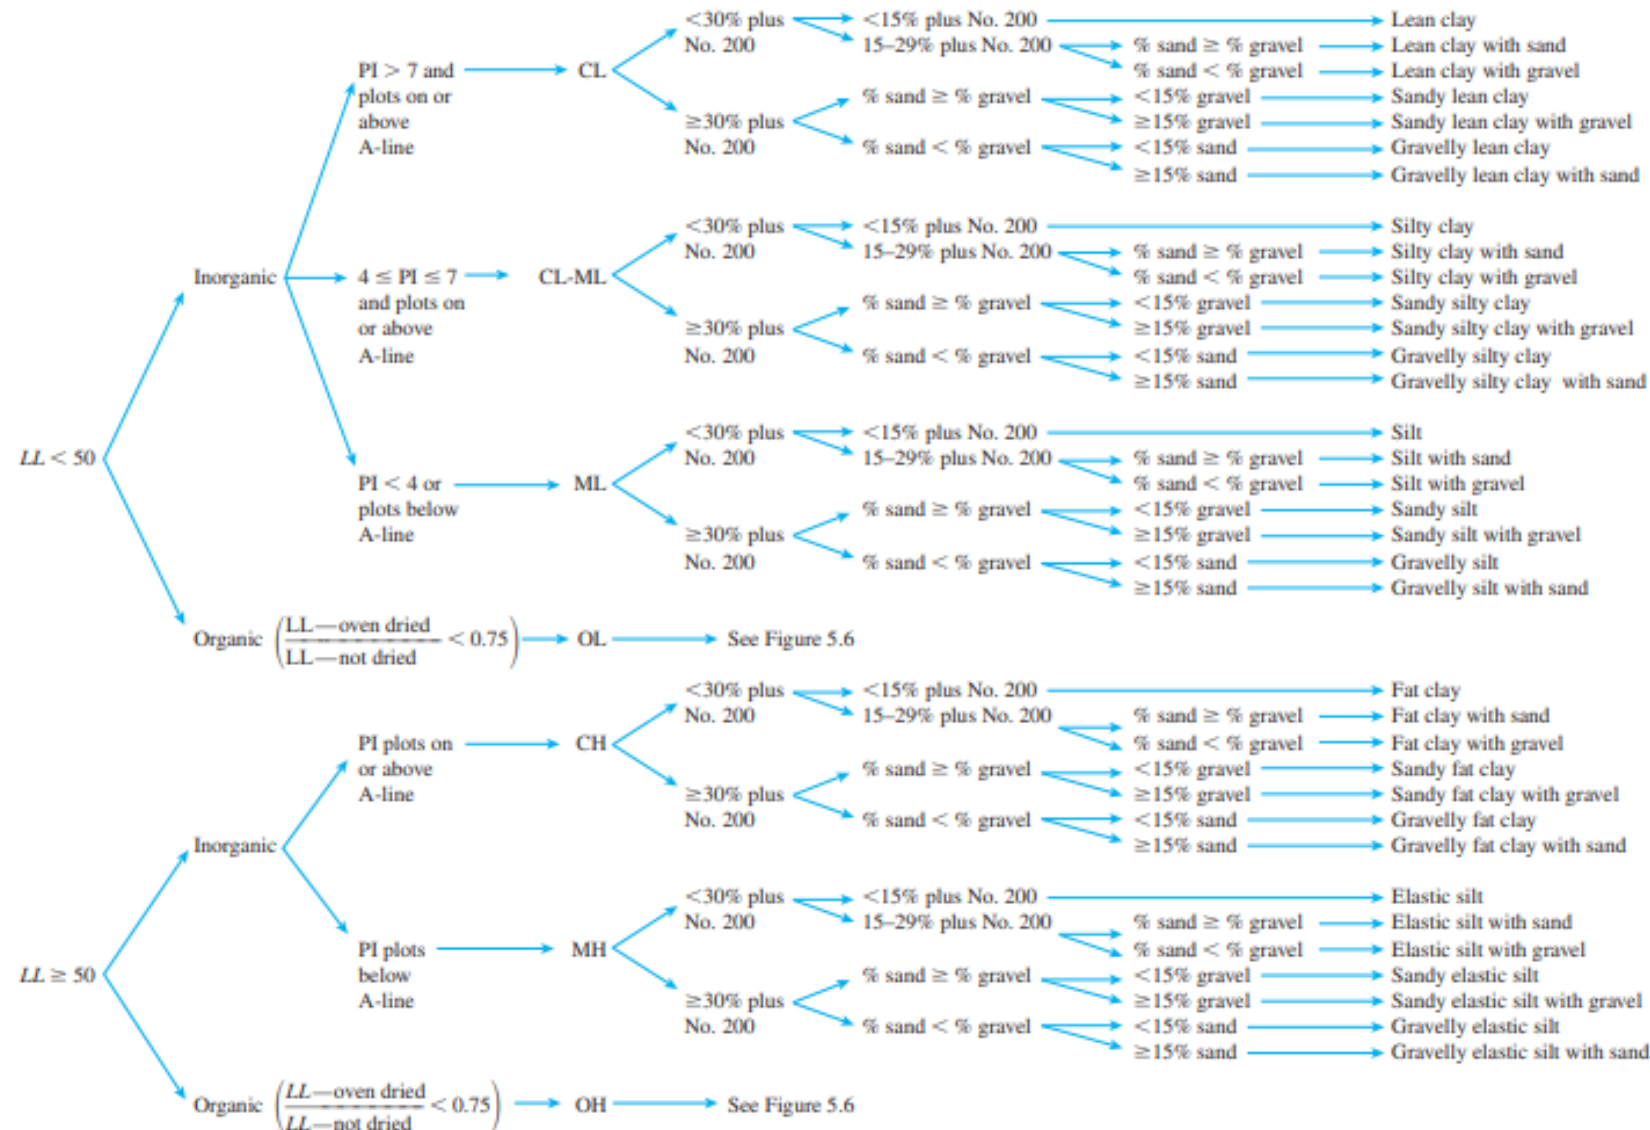 <30% plus <15% plus No. 200 Lean clay
No. 200 15–29% plus No. 200 % sand ≥ % gravel Lean clay with sand
PI > 7 and CL % sand < % gravel Lean clay with gravel
plots on or % sand ≥ % gravel <15% gravel Sandy lean clay
above ≥30% plus ≥15% gravel Sandy lean clay with gravel
A-line No. 200 % sand < % gravel <15% sand Gravelly lean clay
≥15% sand Gravelly lean clay with sand
<30% plus <15% plus No. 200 Silty clay
No. 200 15–29% plus No. 200 % sand ≥ % gravel Silty clay with sand
Inorganic 4 ≤ PI ≤ 7 CL-ML % sand < % gravel Silty clay with gravel
and plots on % sand ≥ % gravel <15% gravel Sandy silty clay
or above ≥30% plus ≥15% gravel Sandy silty clay with gravel
A-line No. 200 % sand < % gravel <15% sand Gravelly silty clay
≥15% sand Gravelly silty clay with sand
<30% plus <15% plus No. 200 Silt
LL < 50 No. 200 15–29% plus No. 200 % sand ≥ % gravel Silt with sand
PI < 4 or ML % sand < % gravel Silt with gravel
plots below % sand ≥ % gravel <15% gravel Sandy silt
A-line ≥30% plus ≥15% gravel Sandy silt with gravel
No. 200 % sand < % gravel <15% sand Gravelly silt
≥15% sand Gravelly silt with sand
Organic (LL—oven dried / LL—not dried < 0.75) OL See Figure 5.6
<30% plus <15% plus No. 200 Fat clay
No. 200 15–29% plus No. 200 % sand ≥ % gravel Fat clay with sand
PI plots on CH % sand < % gravel Fat clay with gravel
or above % sand ≥ % gravel <15% gravel Sandy fat clay
A-line ≥30% plus ≥15% gravel Sandy fat clay with gravel
No. 200 % sand < % gravel <15% sand Gravelly fat clay
Inorganic ≥15% sand Gravelly fat clay with sand
<30% plus <15% plus No. 200 Elastic silt
No. 200 15–29% plus No. 200 % sand ≥ % gravel Elastic silt with sand
PI plots MH % sand < % gravel Elastic silt with gravel
LL ≥ 50 below % sand ≥ % gravel <15% gravel Sandy elastic silt
A-line ≥30% plus ≥15% gravel Sandy elastic silt with gravel
No. 200 % sand < % gravel <15% sand Gravelly elastic silt
≥15% sand Gravelly elastic silt with sand
Organic (LL—oven dried / LL—not dried < 0.75) OH See Figure 5.6